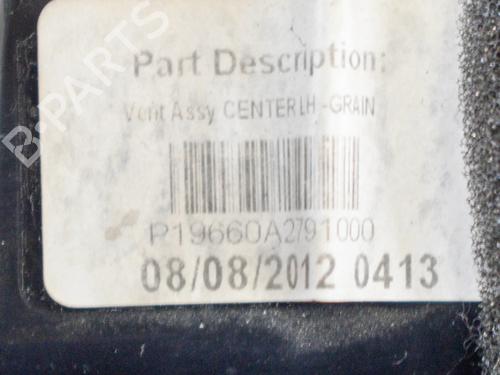 B-PARTS
Part Description:
Vent Assy CENTER LH -GRAIN
P19660A2791000
08/08/2012 0413